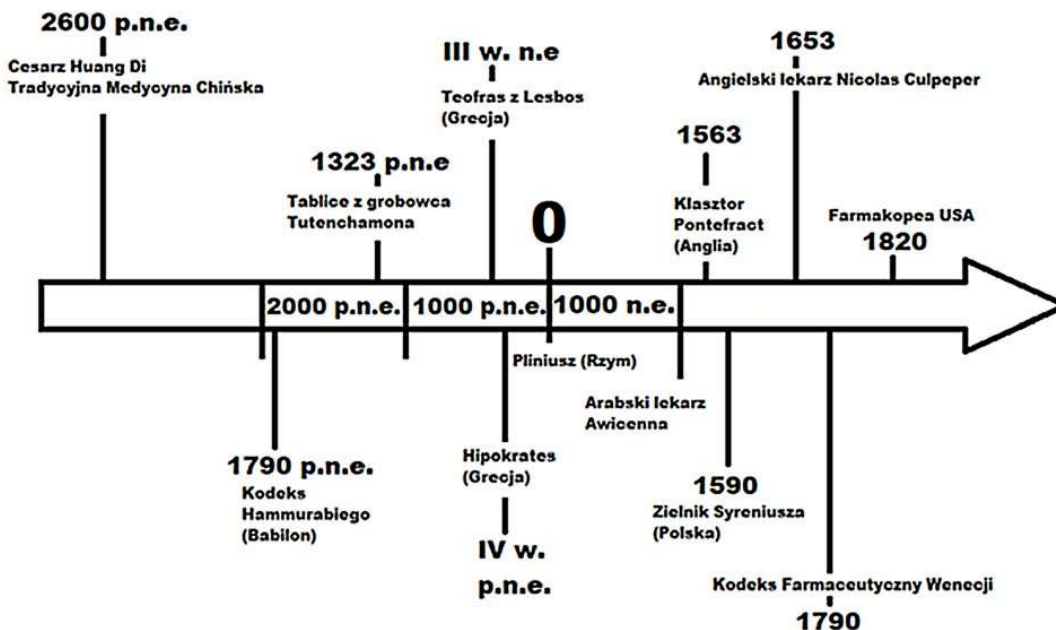 2600 p.n.e.
Cesarz Huang Di
Tradycyjna Medycyna Chińska
III w. n.e
Teofras z Lesbos
(Grecja)
1653
Angielski lekarz Nicolas Culpeper
1323 p.n.e
Tablice z grobowca
Tutenchamona
0
1563
Klasztor
Pontefract
(Anglia)
Farmakopea USA
1820
2000 p.n.e.
1000 p.n.e.
1000 n.e.
Pliniusz (Rzym)
Arabski lekarz
Awicenna
1790 p.n.e.
Kodeks
Hammurabiego
(Babilon)
Hipokrates
(Grecja)
IV w.
p.n.e.
1590
Zielnik Syreniusza
(Polska)
Kodeks Farmaceutyczny Wenecji
1790